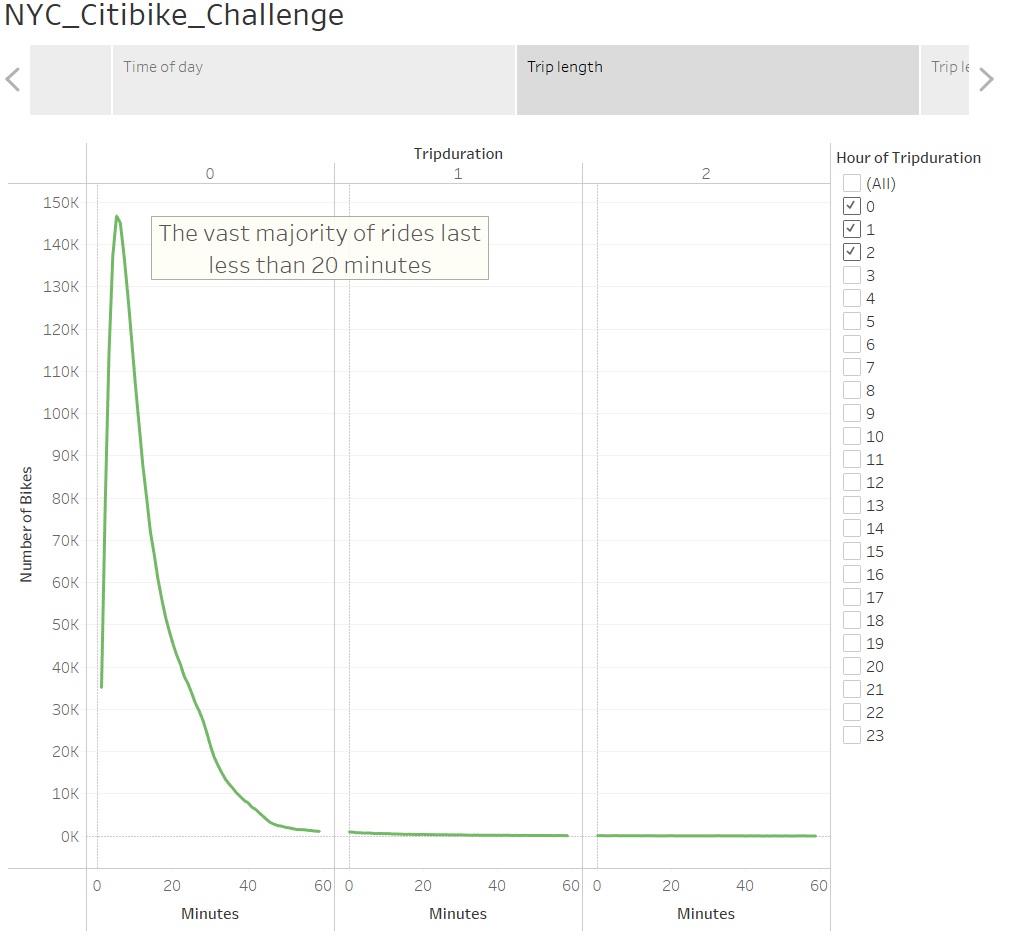 NYC_Citibike_Challenge
Time of day
Trip length
Trip le
Tripduration
0 1 2
150K
140K
130K
120K
110K
100K
90K
80K
70K
60K
50K
40K
30K
20K
10K
0K
Number of Bikes
The vast majority of rides last
less than 20 minutes
0 20 40 60 0 20 40 60 0 20 40 60
Minutes Minutes Minutes
Hour of Tripduration
(All)
0
1
2
3
4
5
6
7
8
9
10
11
12
13
14
15
16
17
18
19
20
21
22
23